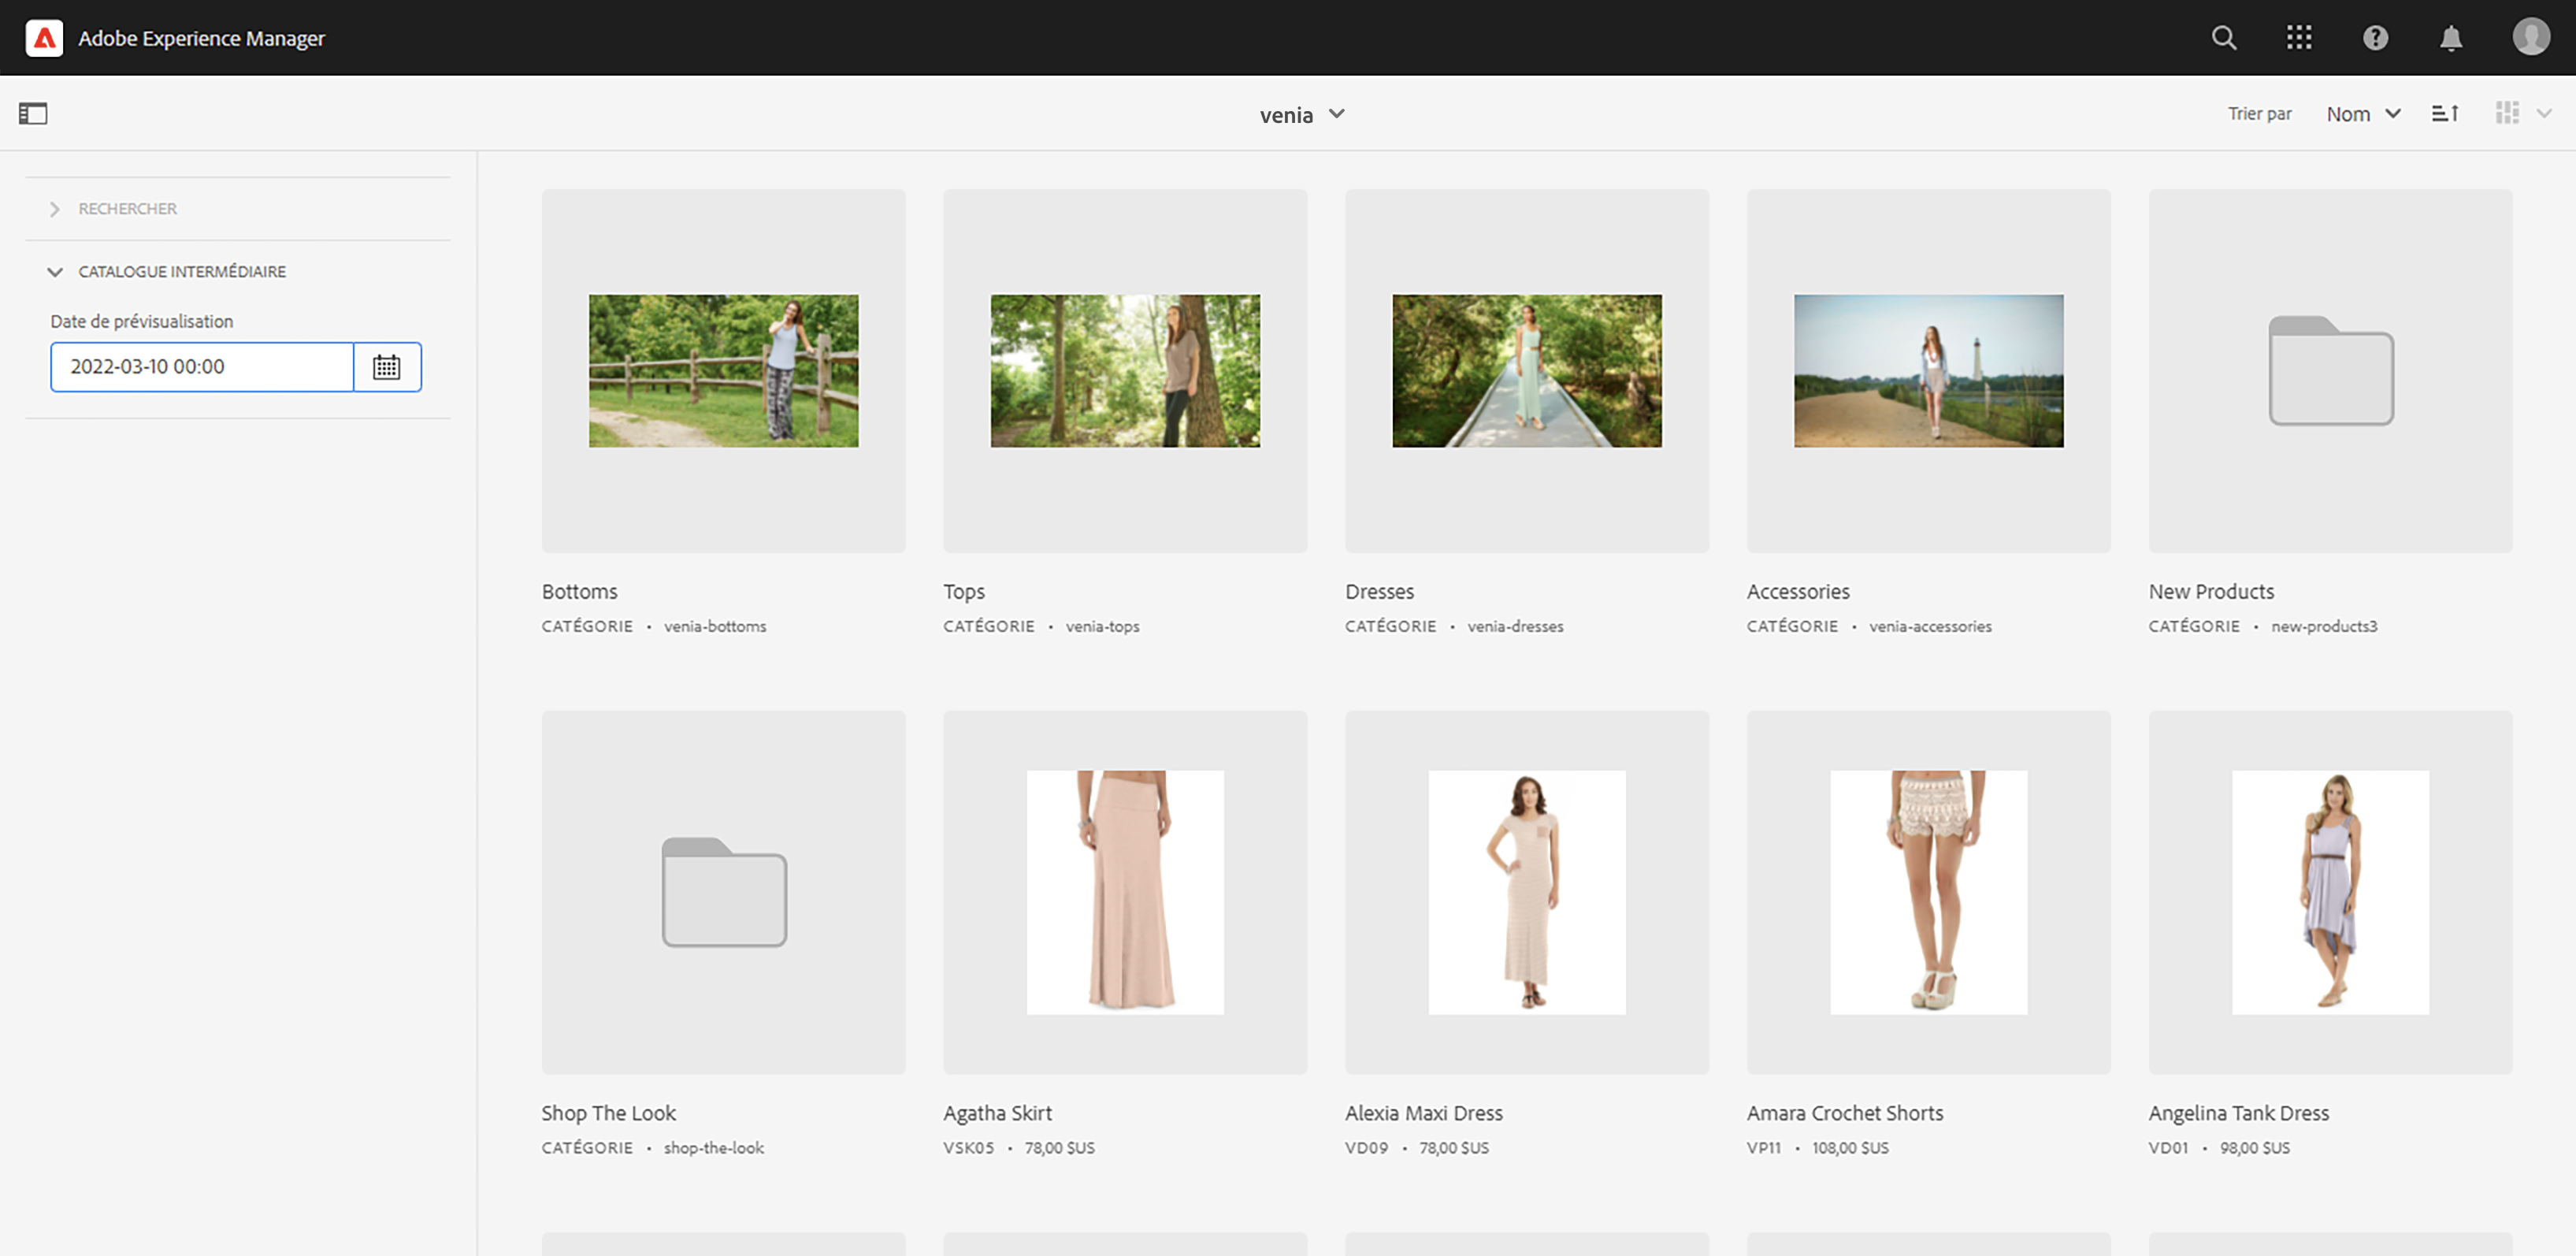 Adobe Experience Manager
venia
Trier par Nom
RECHERCHER
CATALOGUE INTERMÉDIAIRE
Date de prévisualisation
2022-03-10 00:00
Bottoms
CATÉGORIE • venia-bottoms
Tops
CATÉGORIE • venia-tops
Dresses
CATÉGORIE • venia-dresses
Accessories
CATÉGORIE • venia-accessories
New Products
CATÉGORIE • new-products3
Shop The Look
CATÉGORIE • shop-the-look
Agatha Skirt
VSK05 • 78,00 $US
Alexia Maxi Dress
VD09 • 78,00 $US
Amara Crochet Shorts
VP11 • 108,00 $US
Angelina Tank Dress
VD01 • 98,00 $US